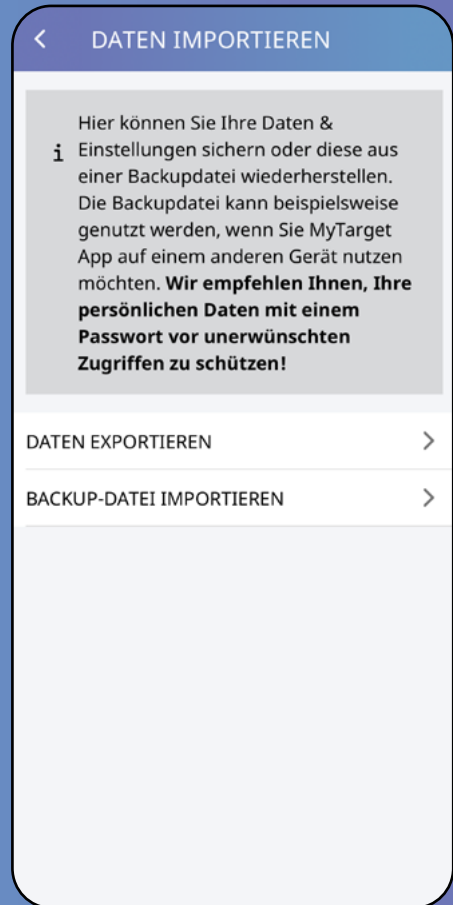 DATEN IMPORTIEREN
Hier können Sie Ihre Daten &
i Einstellungen sichern oder diese aus
einer Backupdatei wiederherstellen.
Die Backupdatei kann beispielsweise
genutzt werden, wenn Sie MyTarget
App auf einem anderen Gerät nutzen
möchten. Wir empfehlen Ihnen, Ihre
persönlichen Daten mit einem
Passwort vor unerwünschten
Zugriffen zu schützen!
DATEN EXPORTIEREN
BACKUP-DATEI IMPORTIEREN